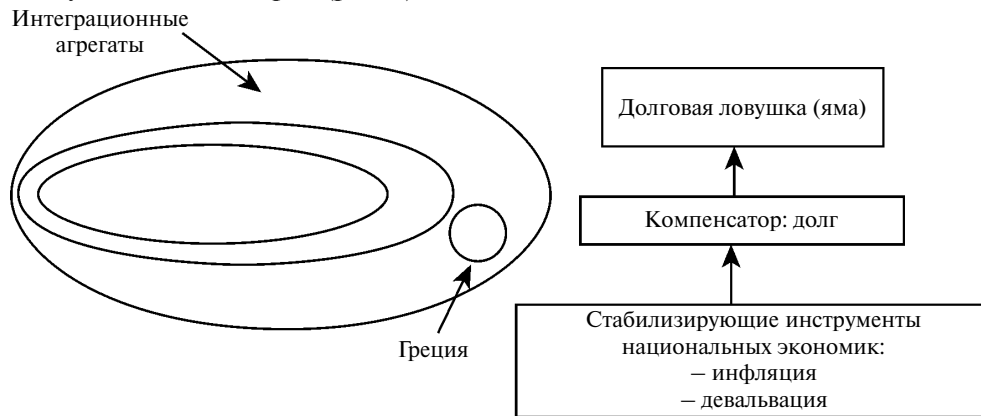 Интеграционные
агрегаты
Греция
Долговая ловушка (яма)
Компенсатор: долг
Стабилизирующие инструменты
национальных экономик:
– инфляция
– девальвация